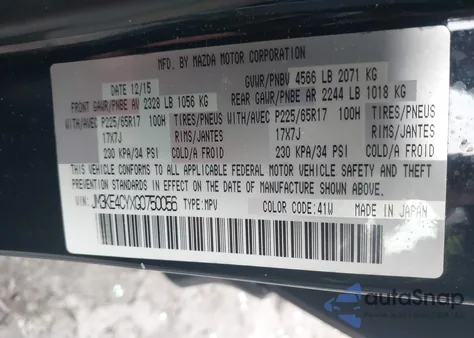 MFD. BY MAZDA MOTOR CORPORATION
DATE 12/15 GVWR/PNBV 4566 LB 2071 KG
FRONT GAWR/PNBE AV 2328 LB 1056 KG REAR GAWR/PNBE AR 2244 LB 1018 KG
WITH/AVEC P225/65R17 100H TIRES/PNEUS WITH/AVEC P225/65R17 100H TIRES/PNEUS
17X7J RIMS/JANTES 17X7J RIMS/JANTES
230 KPA/34 PSI COLD/A FROID 230 KPA/34 PSI COLD/A FROID
THIS VEHICLE CONFORMS TO ALL APPLICABLE FEDERAL MOTOR VEHICLE SAFETY AND THEFT
PREVENTION STANDARDS IN EFFECT ON THE DATE OF MANUFACTURE SHOWN ABOVE.
VIN: JM3KE4CYXG0750056 TYPE:MPV COLOR CODE:41W MADE IN JAPAN
autoSnap